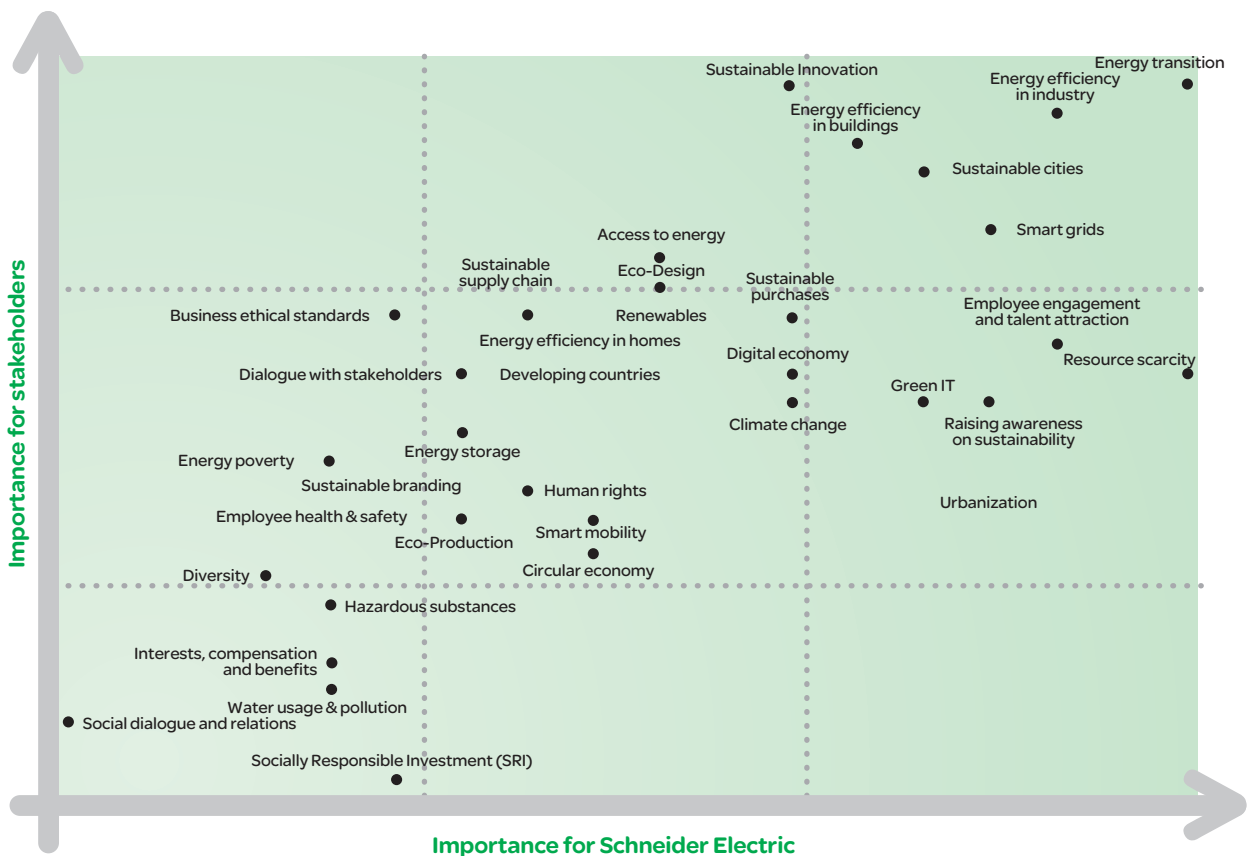 Energy transition
Sustainable Innovation
Energy efficiency
in industry
Energy efficiency
in buildings
Sustainable cities
Smart grids
Access to energy
Sustainable
supply chain
Eco-Design
Sustainable
purchases
Business ethical standards
Renewables
Employee engagement
and talent attraction
Energy efficiency in homes
Digital economy
Resource scarcity
Dialogue with stakeholders
Developing countries
Green IT
Climate change
Raising awareness
on sustainability
Energy storage
Energy poverty
Sustainable branding
Human rights
Urbanization
Employee health & safety
Smart mobility
Eco-Production
Circular economy
Diversity
Hazardous substances
Interests, compensation
and benefits
Water usage & pollution
Social dialogue and relations
Socially Responsible Investment (SRI)
Importance for stakeholders
Importance for Schneider Electric